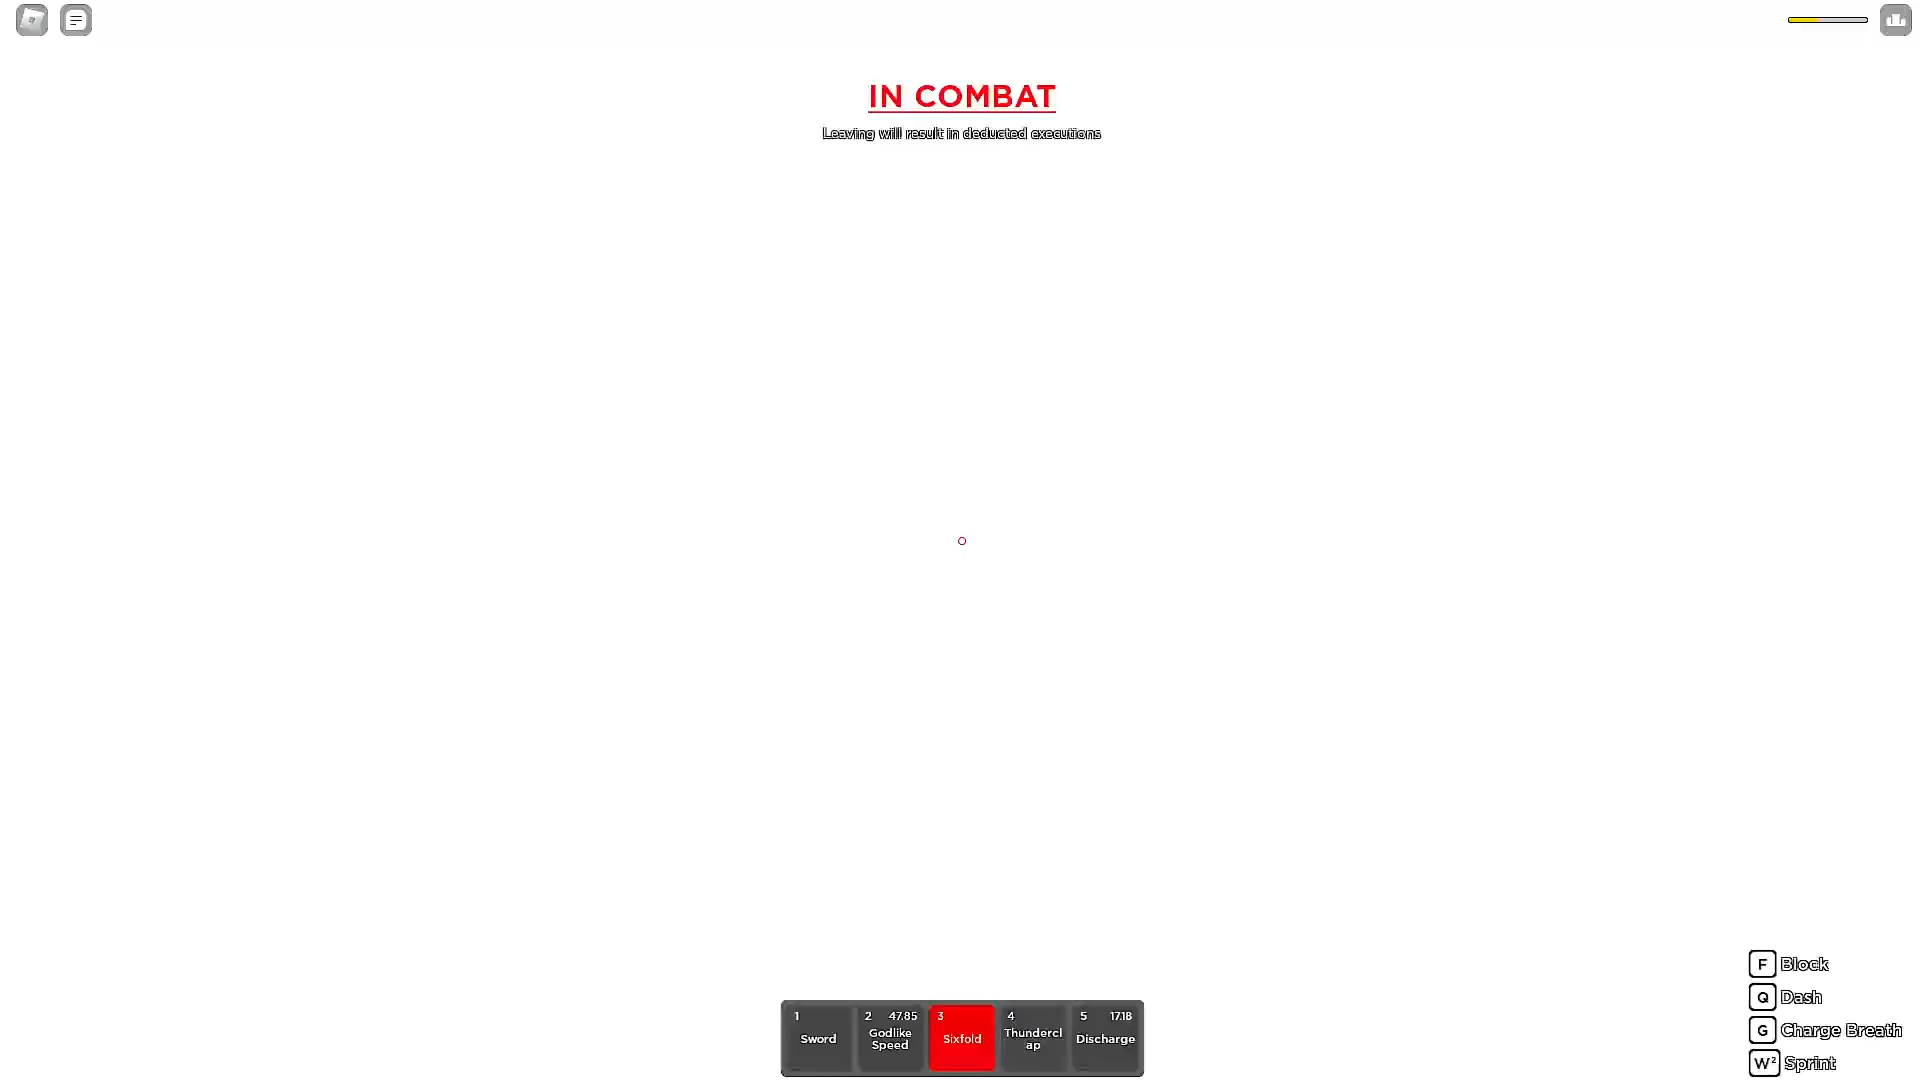 IN COMBAT
Leaving will result in deducted executions
1
Sword
2 47.85
Godlike
Speed
3
Sixfold
4
Thundercl
ap
5 17.18
Discharge
F Block
Q Dash
G Charge Breath
W² Sprint